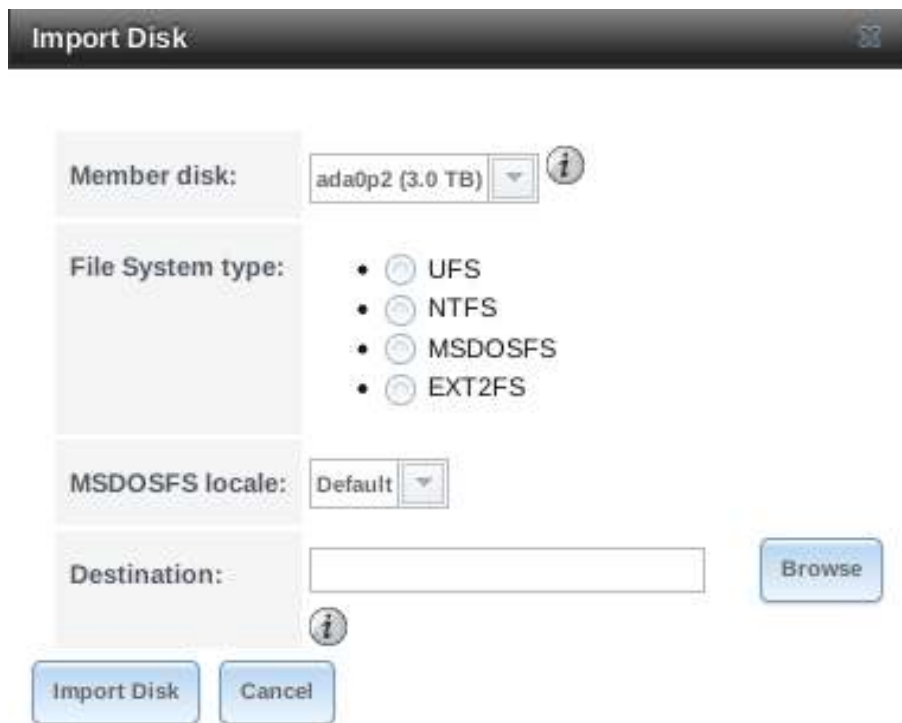 Import Disk
Member disk: ada0p2 (3.0 TB) i
File System type:
• UFS
• NTFS
• MSDOSFS
• EXT2FS
MSDOSFS locale: Default
Destination: Browse
i
Import Disk Cancel